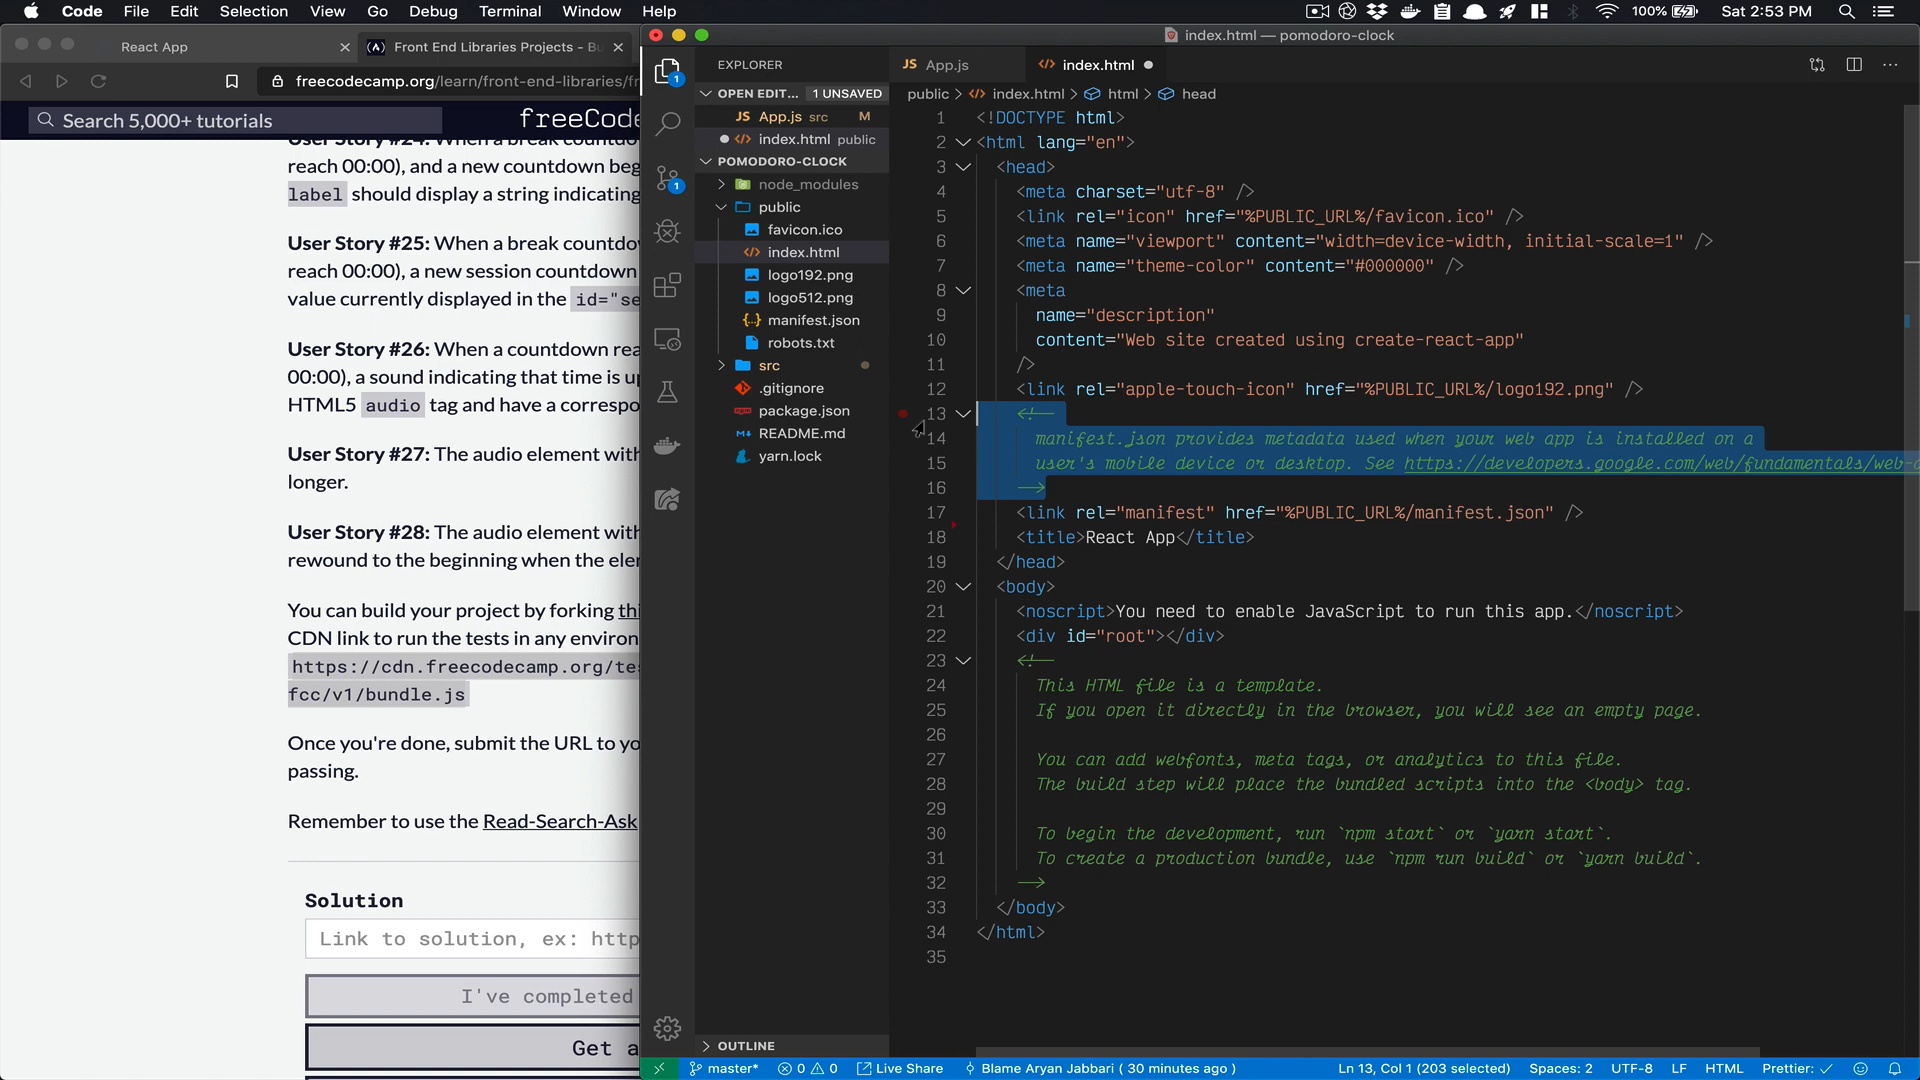 Code File Edit Selection View Go Debug Terminal Window Help
100% Sat 2:53 PM
React App
Front End Libraries Projects - Bu
freecodecamp.org/learn/front-end-libraries/fr
Search 5,000+ tutorials
freeCode
User Story #24: When a break countdo
reach 00:00), and a new countdown beg
label should display a string indicating
User Story #25: When a break countdo
reach 00:00), a new session countdown
value currently displayed in the id="se
User Story #26: When a countdown rea
00:00), a sound indicating that time is u
HTML5 audio tag and have a correspo
User Story #27: The audio element with
longer.
User Story #28: The audio element with
rewound to the beginning when the ele
You can build your project by forking thi
CDN link to run the tests in any environ
https://cdn.freecodecamp.org/tes
fcc/v1/bundle.js
Once you're done, submit the URL to yo
passing.
Remember to use the Read-Search-Ask
Solution
Link to solution, ex: http
I've completed
Get a
index.html — pomodoro-clock
EXPLORER
OPEN EDIT... 1 UNSAVED
JS App.js src M
index.html public
POMODORO-CLOCK
node_modules
public
favicon.ico
index.html
logo192.png
logo512.png
manifest.json
robots.txt
src
.gitignore
package.json
README.md
yarn.lock
OUTLINE
JS App.js
index.html
public > index.html > html > head
1 <!DOCTYPE html>
2 <html lang="en">
3 <head>
4 <meta charset="utf-8" />
5 <link rel="icon" href="%PUBLIC_URL%/favicon.ico" />
6 <meta name="viewport" content="width=device-width, initial-scale=1" />
7 <meta name="theme-color" content="#000000" />
8 <meta
9 name="description"
10 content="Web site created using create-react-app"
11 />
12 <link rel="apple-touch-icon" href="%PUBLIC_URL%/logo192.png" />
13 <!--
14 manifest.json provides metadata used when your web app is installed on a
15 user's mobile device or desktop. See https://developers.google.com/web/fundamentals/web-a
16 -->
17 <link rel="manifest" href="%PUBLIC_URL%/manifest.json" />
18 <title>React App</title>
19 </head>
20 <body>
21 <noscript>You need to enable JavaScript to run this app.</noscript>
22 <div id="root"></div>
23 <!--
24 This HTML file is a template.
25 If you open it directly in the browser, you will see an empty page.
26
27 You can add webfonts, meta tags, or analytics to this file.
28 The build step will place the bundled scripts into the <body> tag.
29
30 To begin the development, run `npm start` or `yarn start`.
31 To create a production bundle, use `npm run build` or `yarn build`.
32 -->
33 </body>
34 </html>
35
master* 0 0 Live Share Blame Aryan Jabbari ( 30 minutes ago ) Ln 13, Col 1 (203 selected) Spaces: 2 UTF-8 LF HTML Prettier: ✓